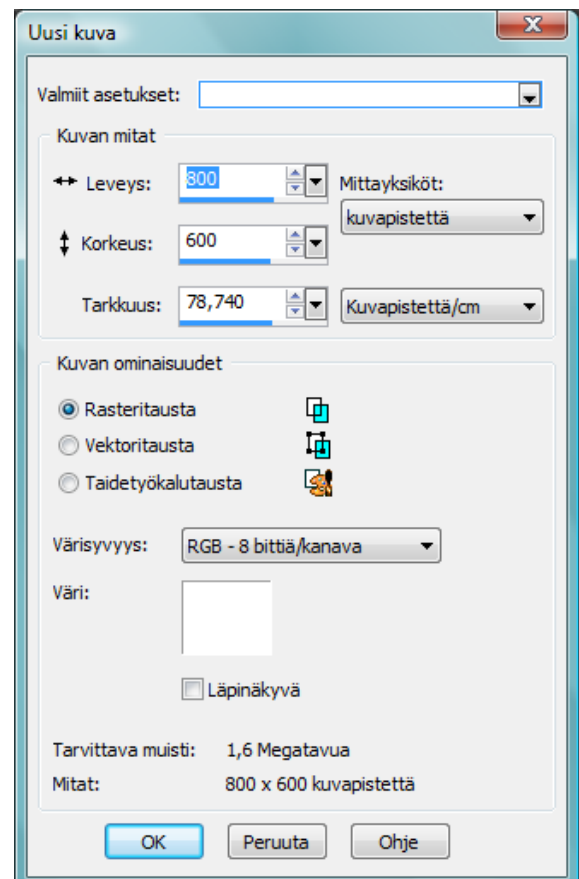 Uusi kuva
Valmiit asetukset:
Kuvan mitat
Leveys: 800 Mittayksiköt:
kuvapistettä
Korkeus: 600
Tarkkuus: 78,740 Kuvapistettä/cm
Kuvan ominaisuudet
Rasteritausta
Vektoritausta
Taidetyökalutausta
Värisyvyys: RGB - 8 bittiä/kanava
Väri:
Läpinäkyvä
Tarvittava muisti: 1,6 Megatavua
Mitat: 800 x 600 kuvapistettä
OK Peruuta Ohje